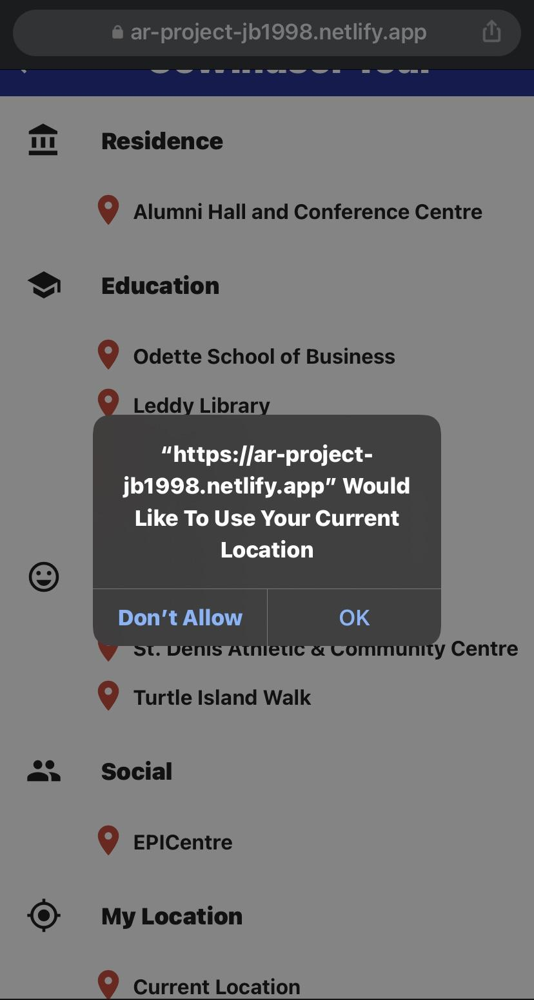 ar-project-jb1998.netlify.app
Residence
Alumni Hall and Conference Centre
Education
Odette School of Business
Leddy Library
“https://ar-project-
jb1998.netlify.app” Would
Like To Use Your Current
Location
Don’t Allow
OK
St. Denis Athletic & Community Centre
Turtle Island Walk
Social
EPICentre
My Location
Current Location